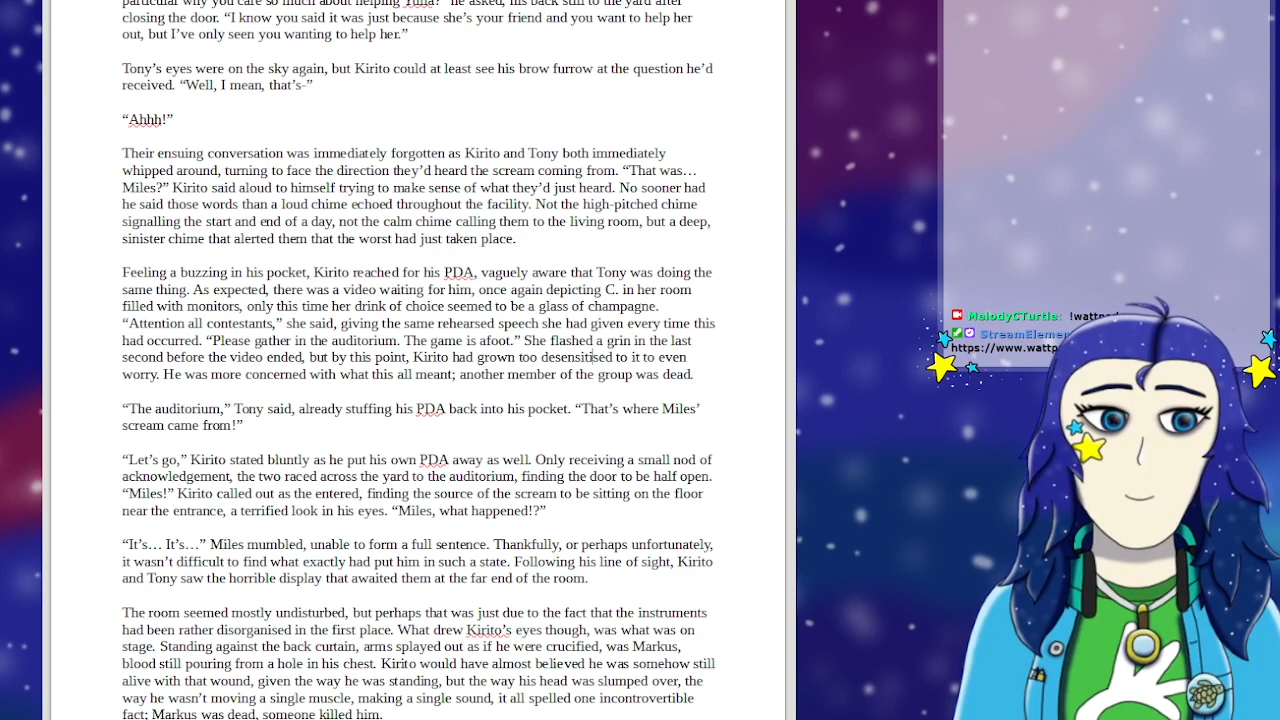 particular why you care so much about helping Yuna?” he asked, his back still to the yard after
closing the door. “I know you said it was just because she’s your friend and you want to help her
out, but I’ve only seen you wanting to help her.”
Tony’s eyes were on the sky again, but Kirito could at least see his brow furrow at the question he’d
received. “Well, I mean, that’s-”
“Ahhh!”
Their ensuing conversation was immediately forgotten as Kirito and Tony both immediately
whipped around, turning to face the direction they’d heard the scream coming from. “That was…
Miles?” Kirito said aloud to himself trying to make sense of what they’d just heard. No sooner had
he said those words than a loud chime echoed throughout the facility. Not the high-pitched chime
signalling the start and end of a day, not the calm chime calling them to the living room, but a deep,
sinister chime that alerted them that the worst had just taken place.
Feeling a buzzing in his pocket, Kirito reached for his PDA, vaguely aware that Tony was doing the
same thing. As expected, there was a video waiting for him, once again depicting C. in her room
filled with monitors, only this time her drink of choice seemed to be a glass of champagne.
“Attention all contestants,” she said, giving the same rehearsed speech she had given every time this
had occurred. “Please gather in the auditorium. The game is afoot.” She flashed a grin in the last
second before the video ended, but by this point, Kirito had grown too desensitised to it to even
worry. He was more concerned with what this all meant; another member of the group was dead.
“The auditorium,” Tony said, already stuffing his PDA back into his pocket. “That’s where Miles’
scream came from!”
“Let’s go,” Kirito stated bluntly as he put his own PDA away as well. Only receiving a small nod of
acknowledgement, the two raced across the yard to the auditorium, finding the door to be half open.
“Miles!” Kirito called out as the entered, finding the source of the scream to be sitting on the floor
near the entrance, a terrified look in his eyes. “Miles, what happened!?”
“It’s… It’s…” Miles mumbled, unable to form a full sentence. Thankfully, or perhaps unfortunately,
it wasn’t difficult to find what exactly had put him in such a state. Following his line of sight, Kirito
and Tony saw the horrible display that awaited them at the far end of the room.
The room seemed mostly undisturbed, but perhaps that was just due to the fact that the instruments
had been rather disorganised in the first place. What drew Kirito’s eyes though, was what was on
stage. Standing against the back curtain, arms splayed out as if he were crucified, was Markus,
blood still pouring from a hole in his chest. Kirito would have almost believed he was somehow still
alive with that wound, given the way he was standing, but the way his head was slumped over, the
way he wasn’t moving a single muscle, making a single sound, it all spelled one incontrovertible
fact; Markus was dead, someone killed him.
MelodyCTurtle: !wattpad
StreamElemen
https://www.wattp